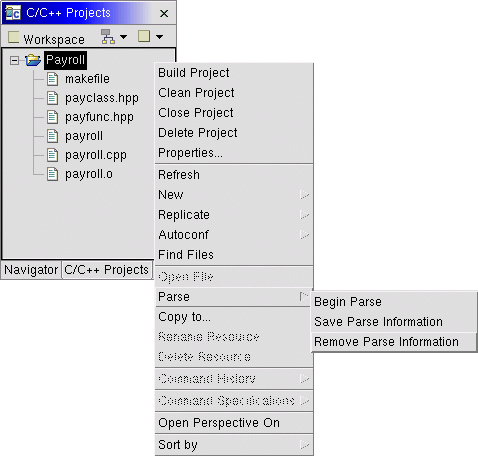 C/C++ Projects
Workspace
Payroll
makefile
payclass.hpp
payfunc.hpp
payroll
payroll.cpp
payroll.o
Navigator
C/C++ Projects
Build Project
Clean Project
Close Project
Delete Project
Properties...
Refresh
New
Replicate
Autoconf
Find Files
Open File
Parse
Copy to...
Rename Resource
Delete Resource
Command History
Command Specifications
Open Perspective On
Sort by
Begin Parse
Save Parse Information
Remove Parse Information